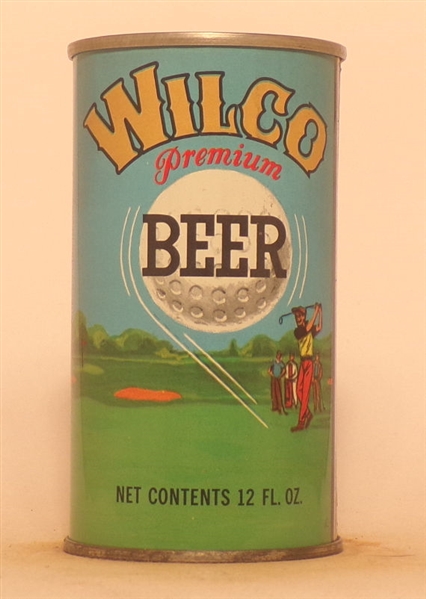 WILCO
Premium
BEER
NET CONTENTS 12 FL. OZ.